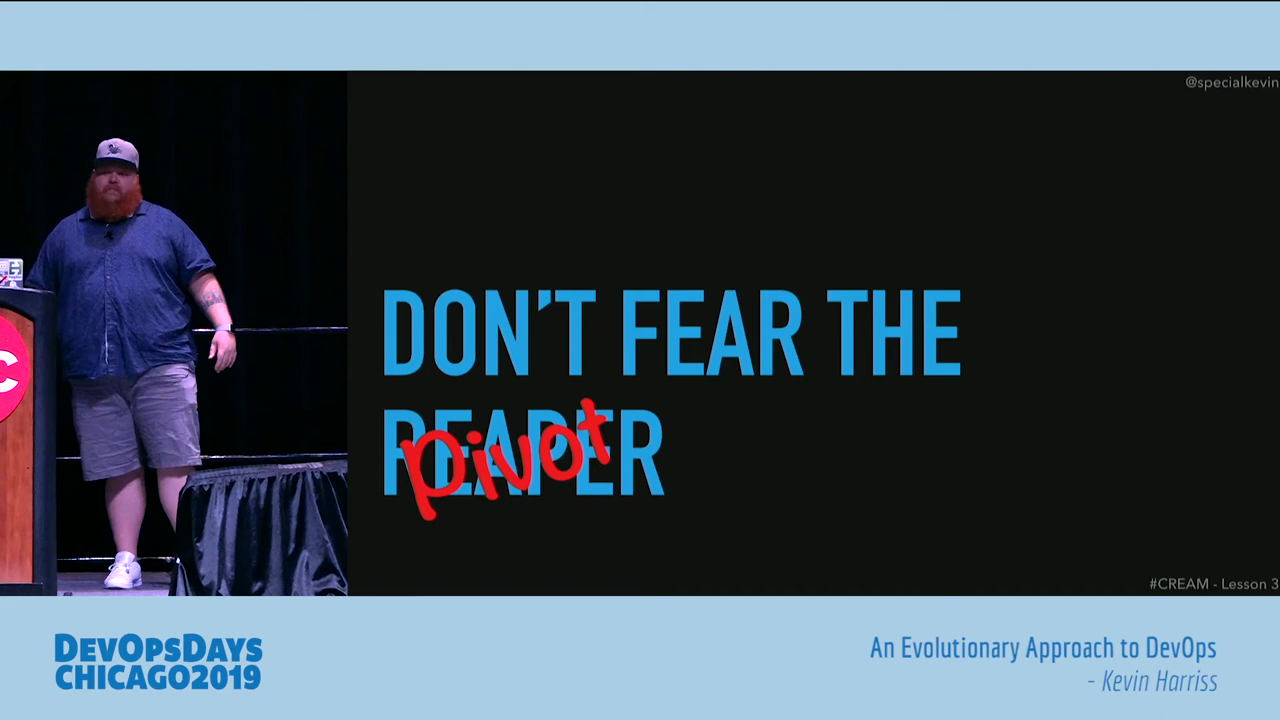 @specialkevin
DON'T FEAR THE
REAPER
pivot
#CREAM - Lesson 3
C
DEVOPSDAYS
CHICAGO2019
An Evolutionary Approach to DevOps
- Kevin Harriss